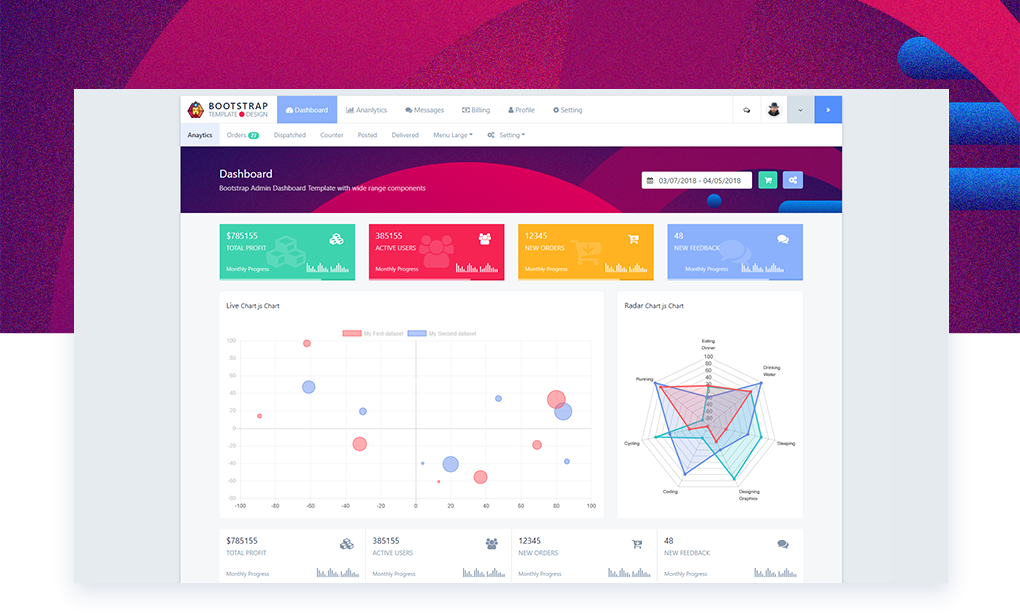 BOOTSTRAP
TEMPLATE DESIGN
Dashboard
Ananlytics
Messages
Billing
Profile
Setting
Anaytics
Orders 27
Dispatched
Counter
Posted
Delivered
Menu Large
Setting
Dashboard
Bootstrap Admin Dashboard Template with wide range components
03/07/2018 - 04/05/2018
$785155
TOTAL PROFIT
Monthly Progress
385155
ACTIVE USERS
Monthly Progress
12345
NEW ORDERS
Monthly Progress
48
NEW FEEDBACK
Monthly Progress
Live Chart js Chart
My First dataset
My Second dataset
100
80
60
40
20
0
-20
-40
-60
-80
-100
-80
-60
-40
-20
0
20
40
60
80
100
Radar Chart js Chart
Eating
Dinner
Drinking
Water
Sleeping
Designing
Graphics
Coding
Cycling
Running
100
80
60
40
$785155
TOTAL PROFIT
Monthly Progress
385155
ACTIVE USERS
Monthly Progress
12345
NEW ORDERS
Monthly Progress
48
NEW FEEDBACK
Monthly Progress